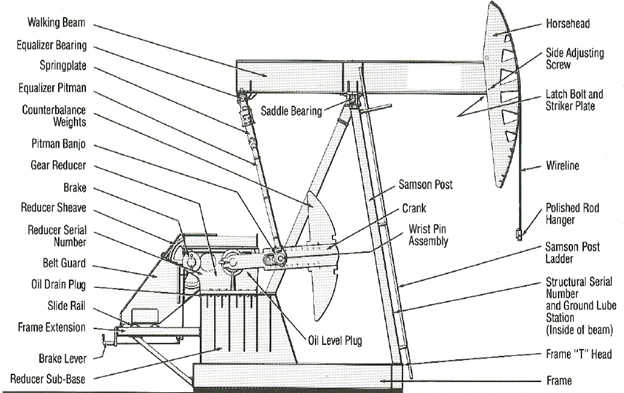 Walking Beam
Equalizer Bearing
Springplate
Equalizer Pitman
Counterbalance
Weights
Pitman Banjo
Gear Reducer
Brake
Reducer Sheave
Reducer Serial
Number
Belt Guard
Oil Drain Plug
Slide Rail
Frame Extension
Brake Lever
Reducer Sub-Base
Saddle Bearing
Samson Post
Crank
Wrist Pin
Assembly
Oil Level Plug
Horsehead
Side Adjusting
Screw
Latch Bolt and
Striker Plate
Wireline
Polished Rod
Hanger
Samson Post
Ladder
Structural Serial
Number
and Ground Lube
Station
(Inside of beam)
Frame "T" Head
Frame